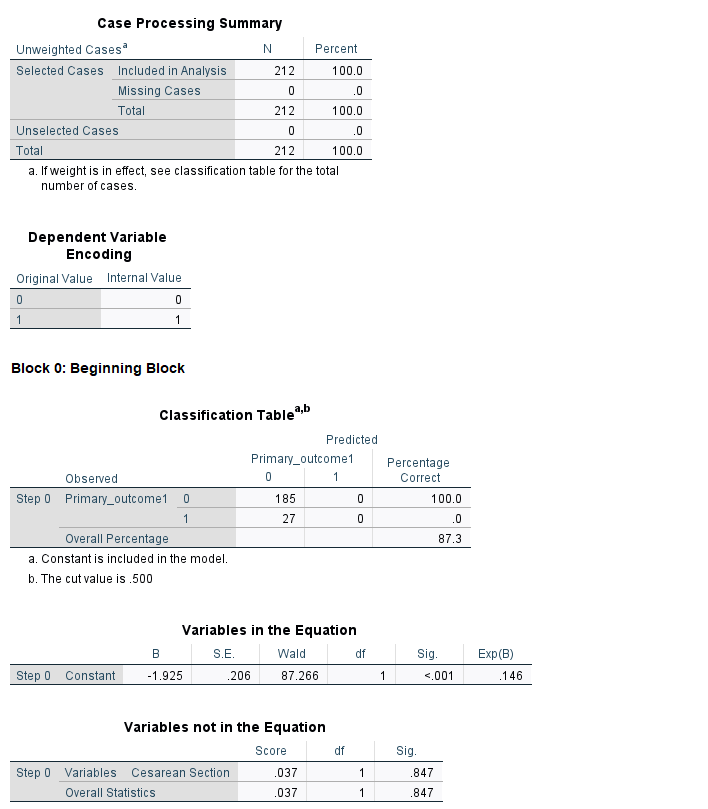 Case Processing Summary
Unweighted Cases^a N Percent
Selected Cases Included in Analysis 212 100.0
Missing Cases 0 .0
Total 212 100.0
Unselected Cases 0 .0
Total 212 100.0
a. If weight is in effect, see classification table for the total
number of cases.
Dependent Variable
Encoding
Original Value Internal Value
0 0
1 1
Block 0: Beginning Block
Classification Table^a,b
Predicted
Primary_outcome1 Percentage
Observed 0 1 Correct
Step 0 Primary_outcome1 0 185 0 100.0
1 27 0 .0
Overall Percentage 87.3
a. Constant is included in the model.
b. The cut value is .500
Variables in the Equation
B S.E. Wald df Sig. Exp(B)
Step 0 Constant -1.925 .206 87.266 1 <.001 .146
Variables not in the Equation
Score df Sig.
Step 0 Variables Cesarean Section .037 1 .847
Overall Statistics .037 1 .847